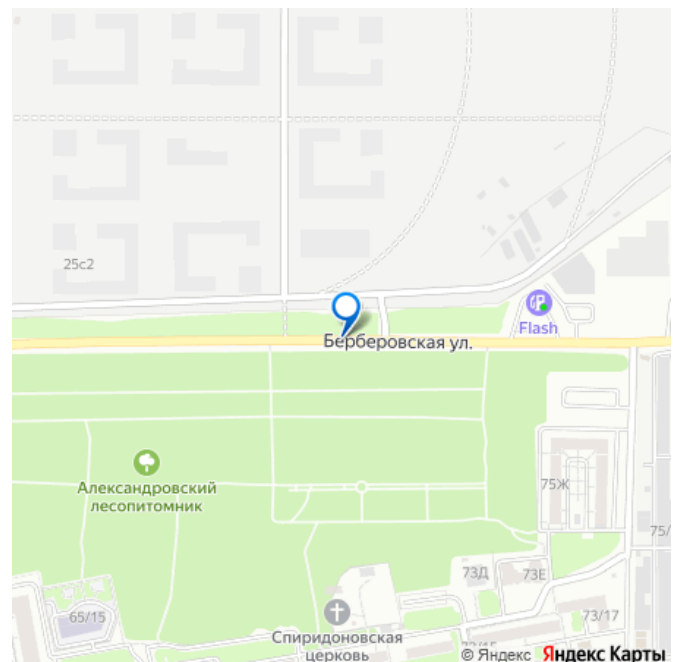 25с2
Flash
Берберовская ул.
Александровский
лесопитомник
75Ж
75/
73Д
73Е
65/15
73/17
Спиридоновская
церковь
© Яндекс Яндекс Карты